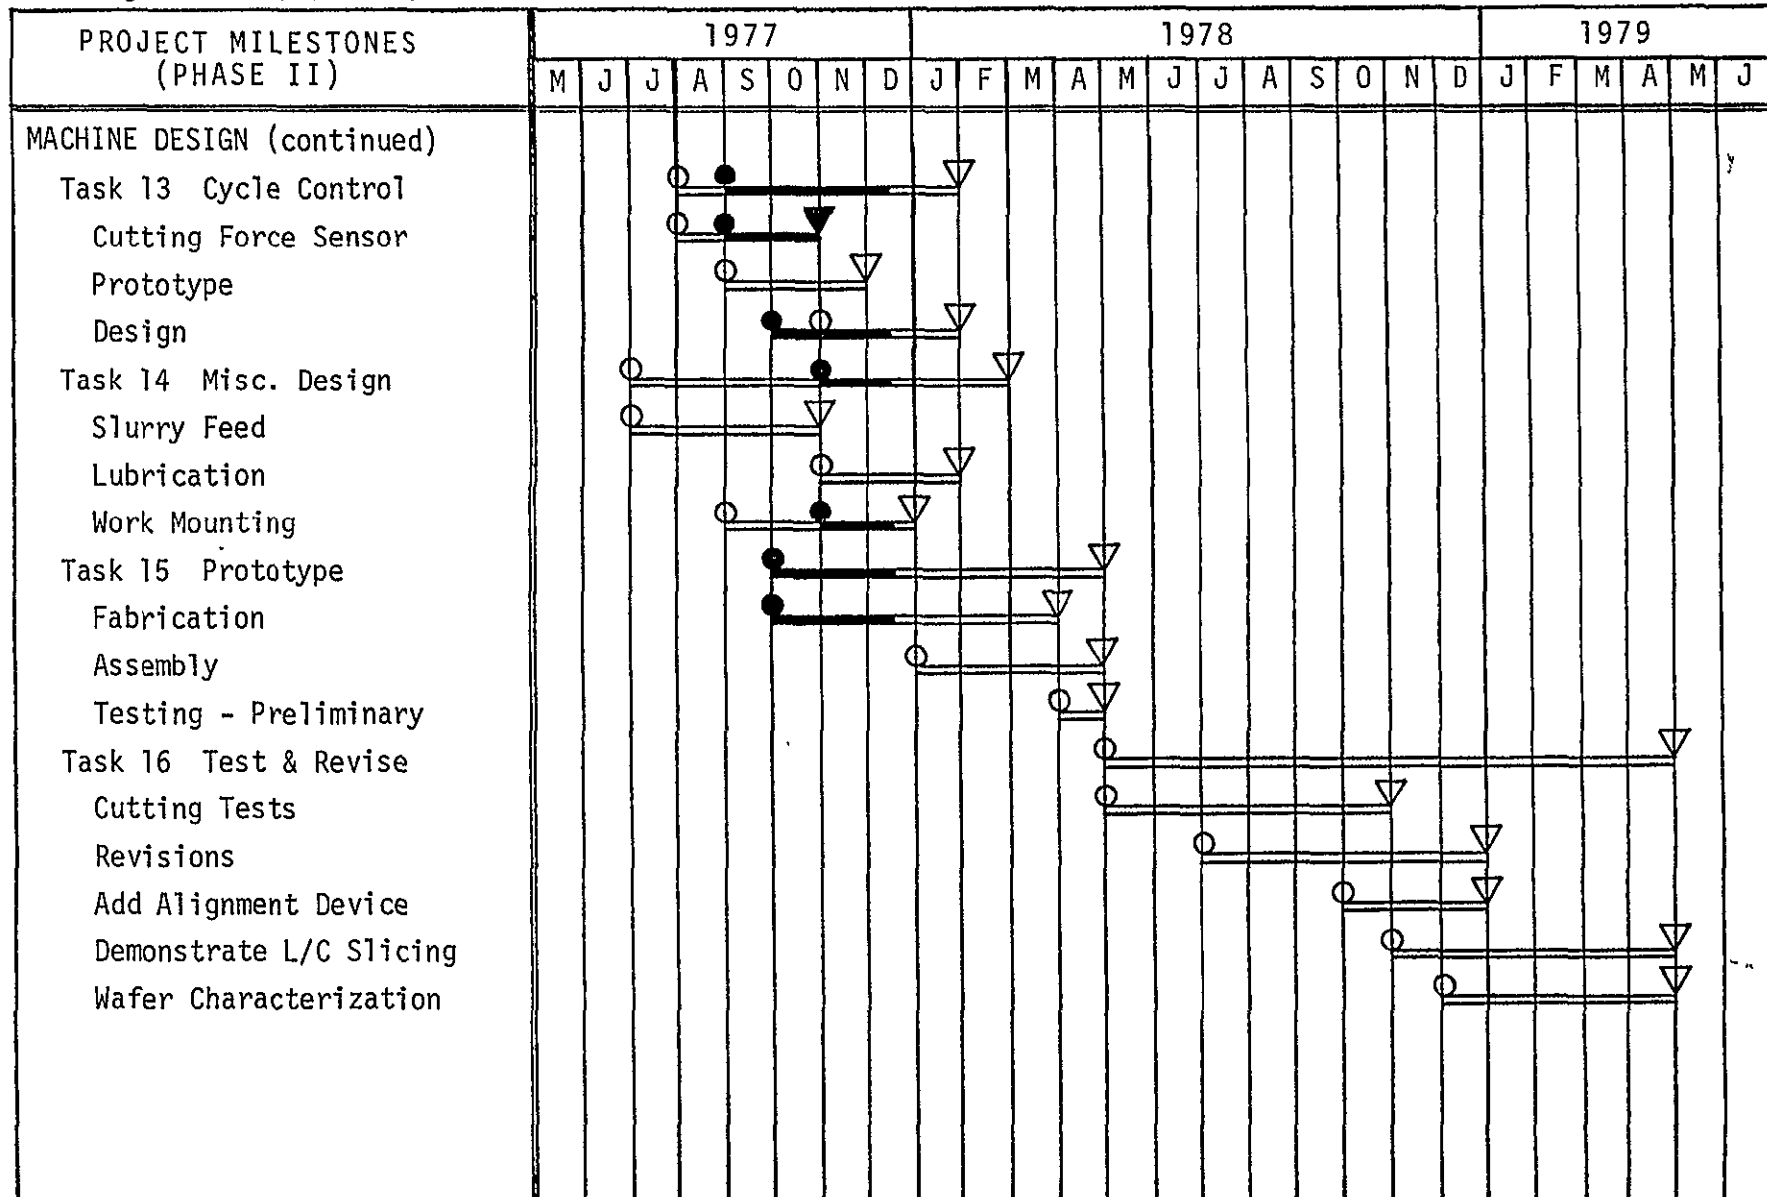 PROJECT MILESTONES
(PHASE II)
1977 1978 1979
M J J A S O N D J F M A M J J A S O N D J F M A M J
MACHINE DESIGN (continued)
Task 13 Cycle Control
Cutting Force Sensor
Prototype
Design
Task 14 Misc. Design
Slurry Feed
Lubrication
Work Mounting
Task 15 Prototype
Fabrication
Assembly
Testing - Preliminary
Task 16 Test & Revise
Cutting Tests
Revisions
Add Alignment Device
Demonstrate L/C Slicing
Wafer Characterization